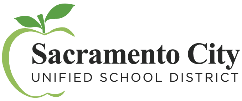 Sacramento City
UNIFIED SCHOOL DISTRICT